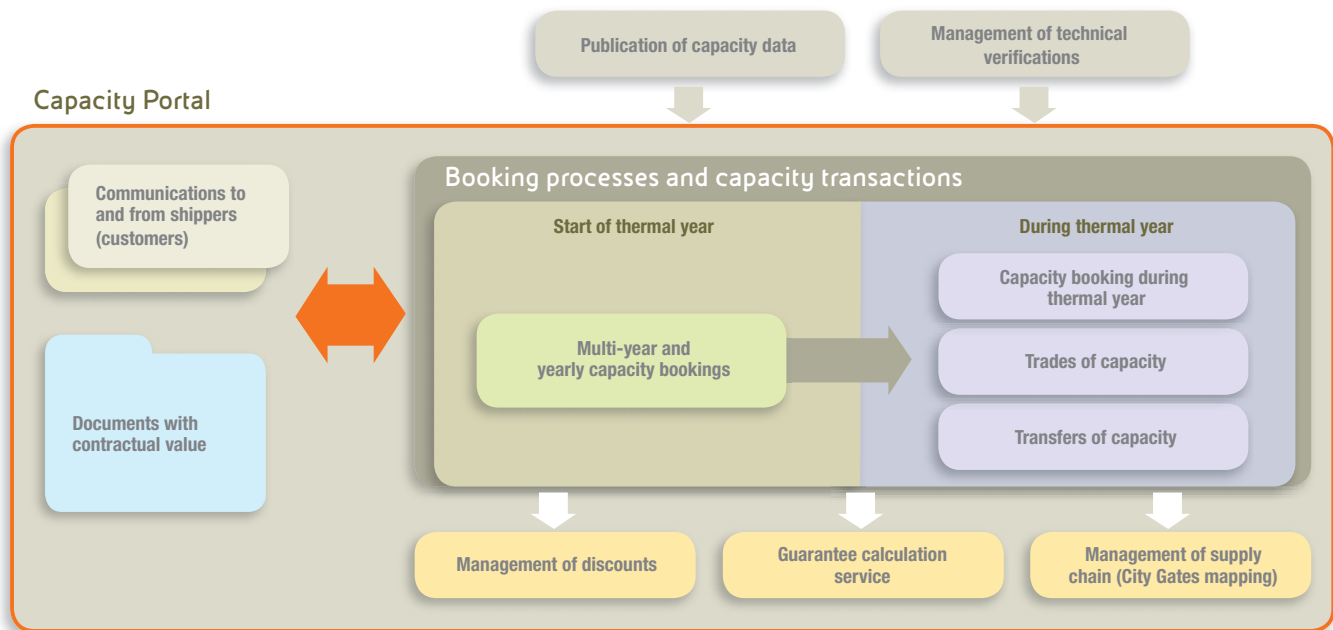 Publication of capacity data
Management of technical
verifications
Capacity Portal
Communications to
and from shippers
(customers)
Documents with
contractual value
Booking processes and capacity transactions
Start of thermal year
Multi-year and
yearly capacity bookings
During thermal year
Capacity booking during
thermal year
Trades of capacity
Transfers of capacity
Management of discounts
Guarantee calculation
service
Management of supply
chain (City Gates mapping)